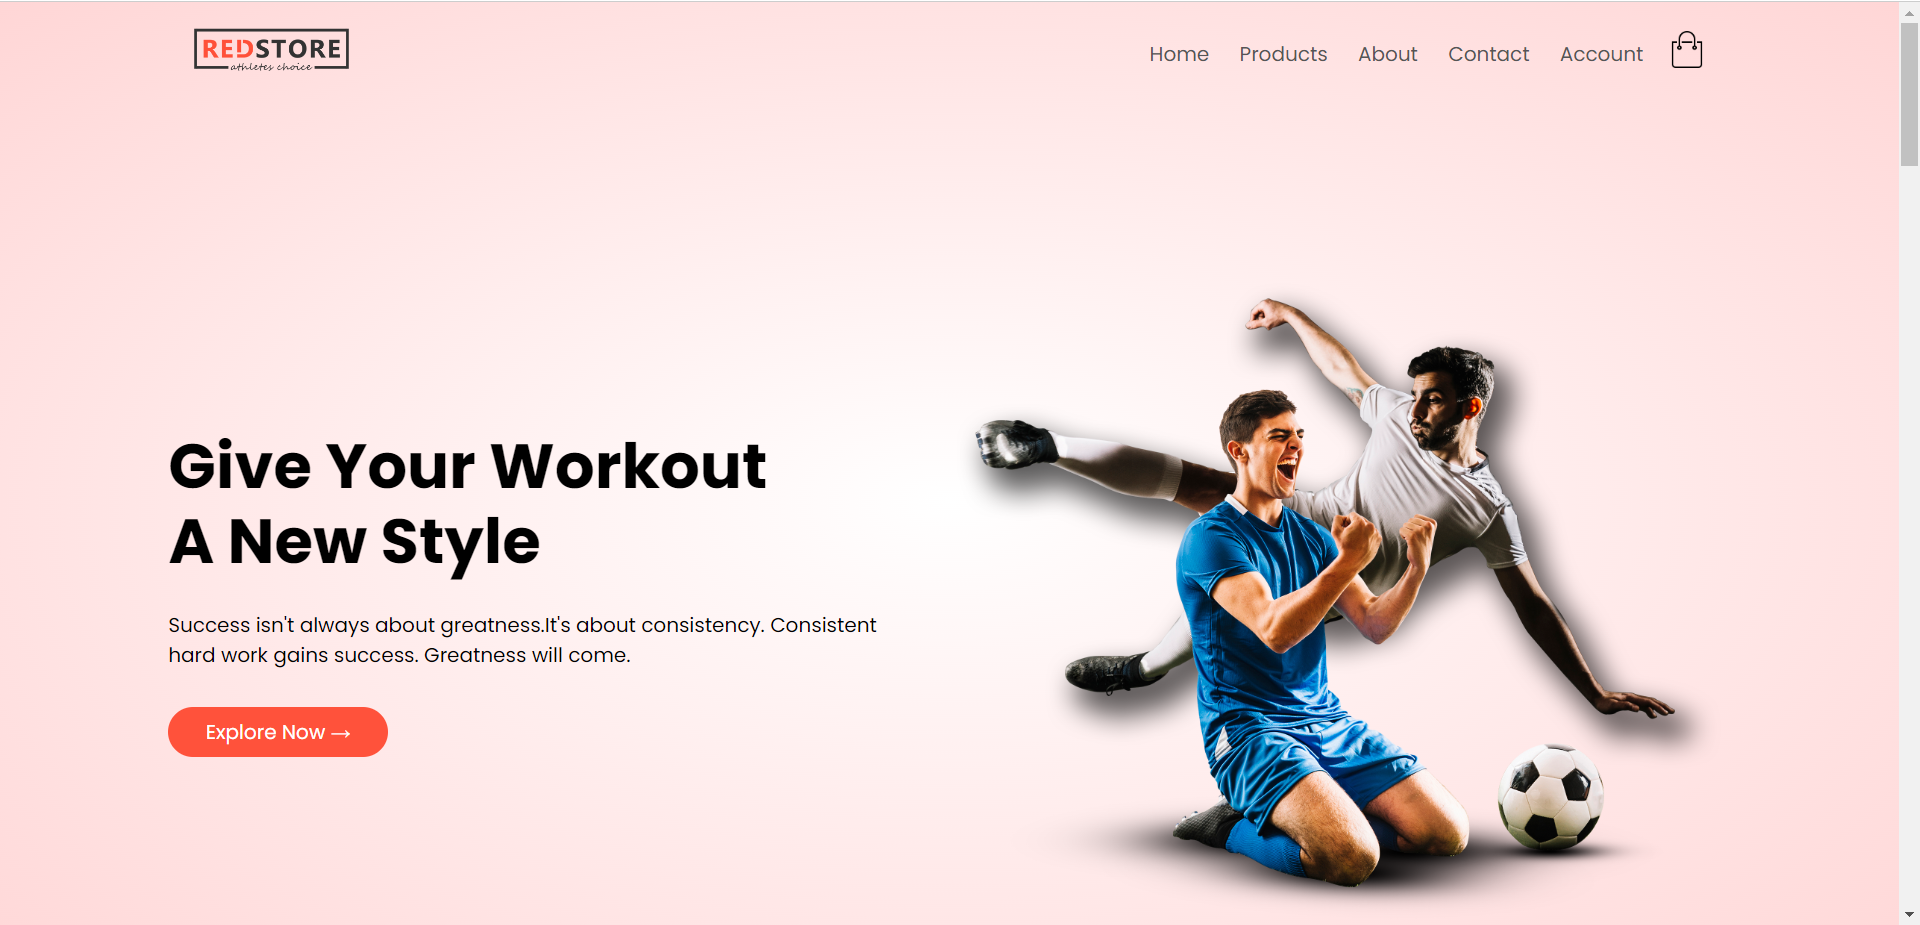 REDSTORE
athletes choice
Home Products About Contact Account
Give Your Workout
A New Style
Success isn't always about greatness.It's about consistency. Consistent
hard work gains success. Greatness will come.
Explore Now →